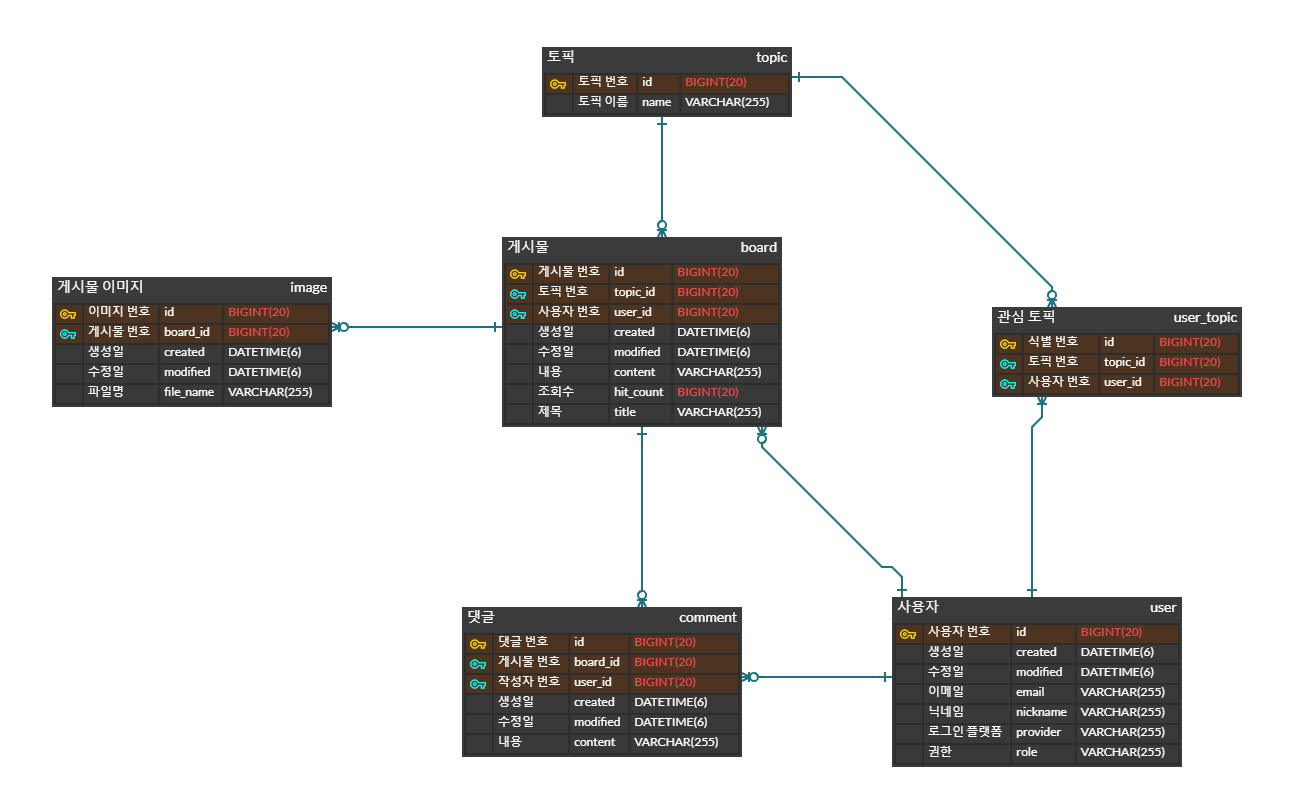 토픽 topic
토픽 번호 id BIGINT(20)
토픽 이름 name VARCHAR(255)
게시물 board
게시물 번호 id BIGINT(20)
토픽 번호 topic_id BIGINT(20)
사용자 번호 user_id BIGINT(20)
생성일 created DATETIME(6)
수정일 modified DATETIME(6)
내용 content VARCHAR(255)
조회수 hit_count BIGINT(20)
제목 title VARCHAR(255)
게시물 이미지 image
이미지 번호 id BIGINT(20)
게시물 번호 board_id BIGINT(20)
생성일 created DATETIME(6)
수정일 modified DATETIME(6)
파일명 file_name VARCHAR(255)
관심 토픽 user_topic
식별 번호 id BIGINT(20)
토픽 번호 topic_id BIGINT(20)
사용자 번호 user_id BIGINT(20)
댓글 comment
댓글 번호 id BIGINT(20)
게시물 번호 board_id BIGINT(20)
작성자 번호 user_id BIGINT(20)
생성일 created DATETIME(6)
수정일 modified DATETIME(6)
내용 content VARCHAR(255)
사용자 user
사용자 번호 id BIGINT(20)
생성일 created DATETIME(6)
수정일 modified DATETIME(6)
이메일 email VARCHAR(255)
닉네임 nickname VARCHAR(255)
로그인 플랫폼 provider VARCHAR(255)
권한 role VARCHAR(255)